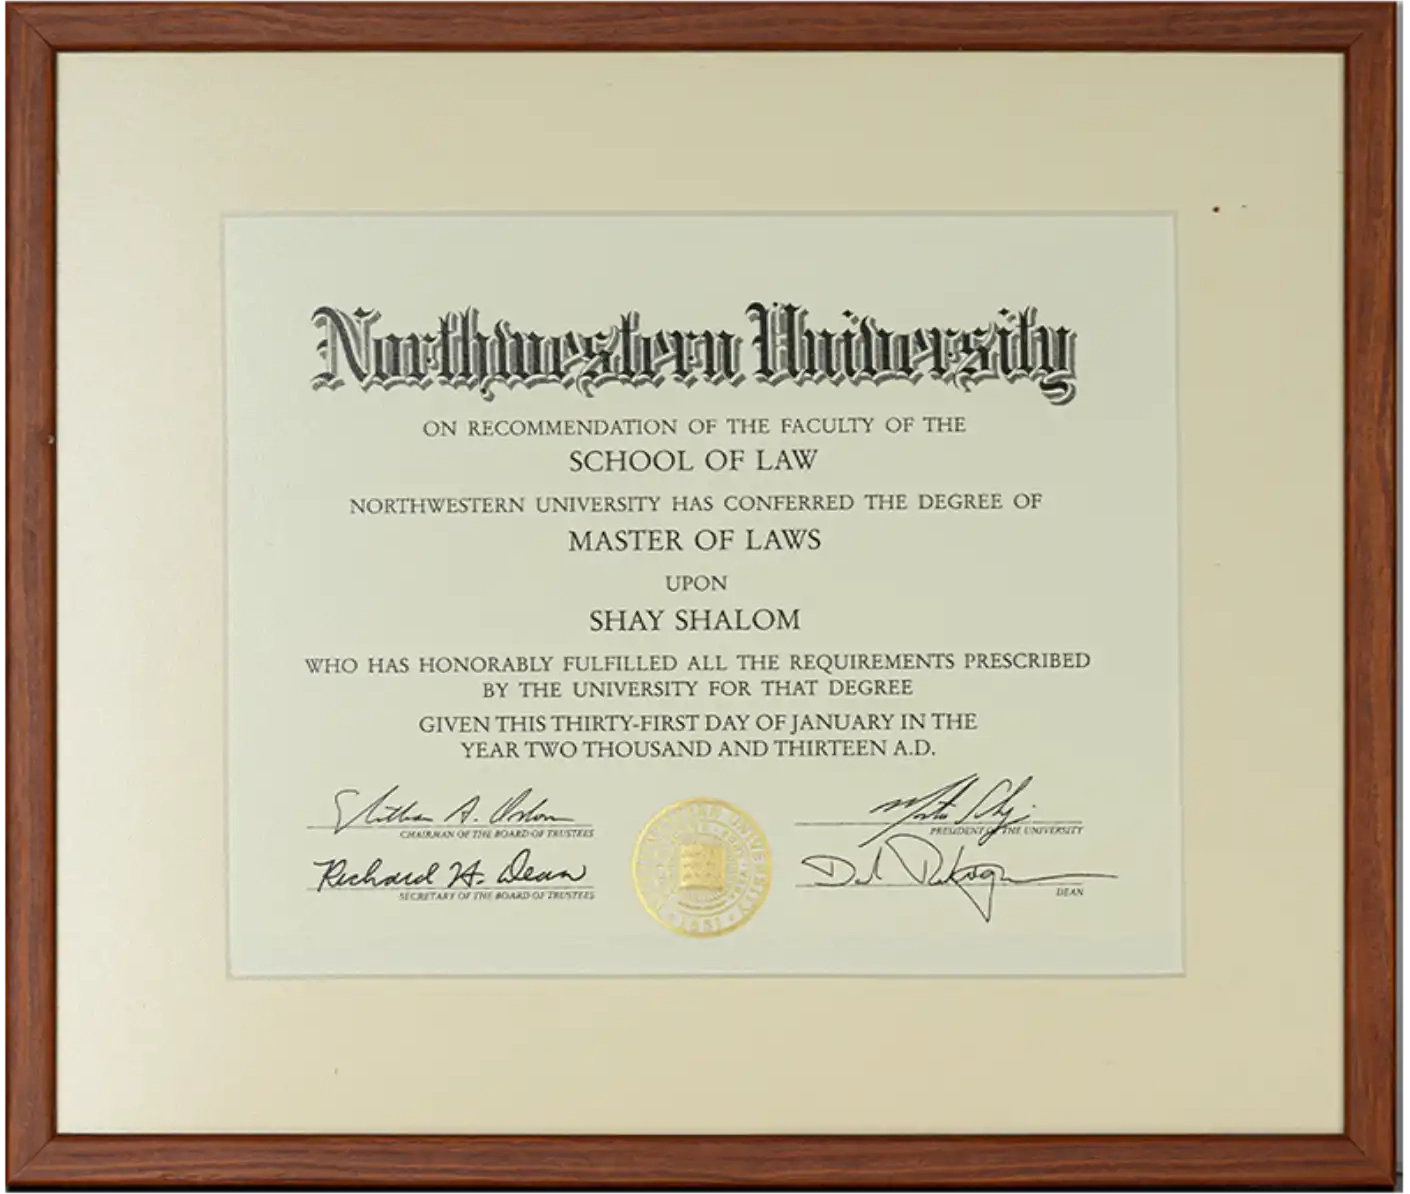 Northwestern University
ON RECOMMENDATION OF THE FACULTY OF THE
SCHOOL OF LAW
NORTHWESTERN UNIVERSITY HAS CONFERRED THE DEGREE OF
MASTER OF LAWS
UPON
SHAY SHALOM
WHO HAS HONORABLY FULFILLED ALL THE REQUIREMENTS PRESCRIBED
BY THE UNIVERSITY FOR THAT DEGREE
GIVEN THIS THIRTY-FIRST DAY OF JANUARY IN THE
YEAR TWO THOUSAND AND THIRTEEN A.D.
CHAIRMAN OF THE BOARD OF TRUSTEES
PRESIDENT OF THE UNIVERSITY
Richard H. Dean
SECRETARY OF THE BOARD OF TRUSTEES
DEAN
1851